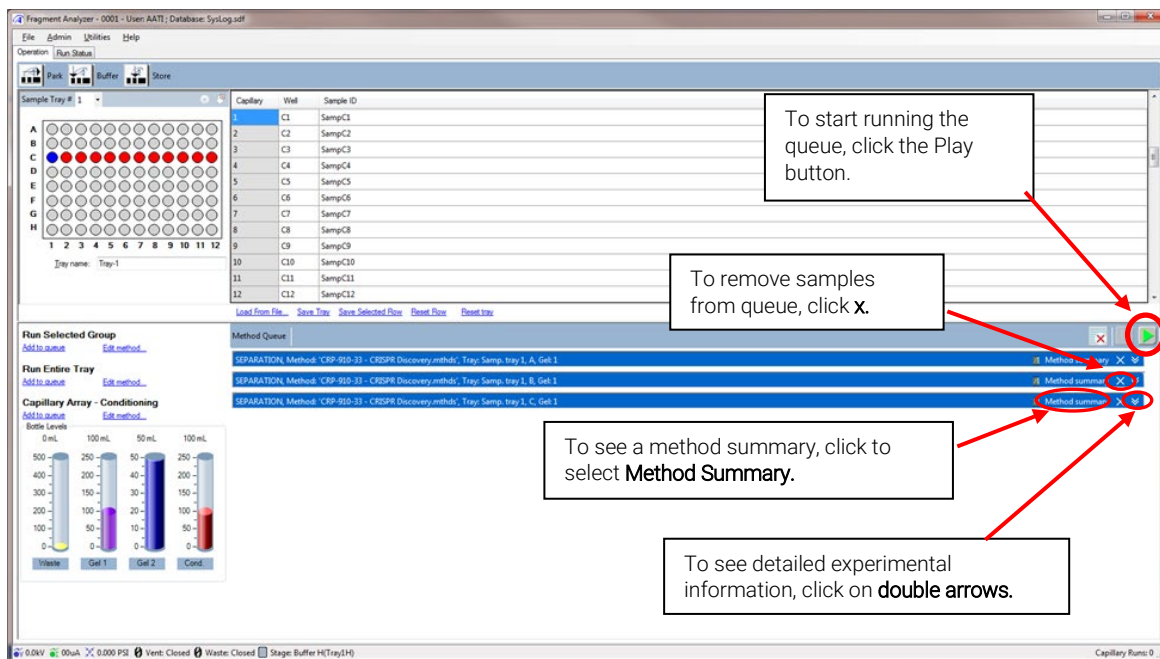 Fragment Analyzer - 0001 - User: AATI ; Database: SysLog.sdf
File Admin Utilities Help
Operation Run Status
Park Buffer Store
Sample Tray # 1
Capillary Well Sample ID
1 C1 SampC1
2 C2 SampC2
3 C3 SampC3
4 C4 SampC4
5 C5 SampC5
6 C6 SampC6
7 C7 SampC7
8 C8 SampC8
9 C9 SampC9
10 C10 SampC10
11 C11 SampC11
12 C12 SampC12
A
B
C
D
E
F
G
H
1 2 3 4 5 6 7 8 9 10 11 12
Tray name: Tray-1
Load From File... Save Tray Save Selected Row Reset Row Reset tray
To start running the
queue, click the Play
button.
To remove samples
from queue, click x.
Run Selected Group
Add to queue Edit method...
Run Entire Tray
Add to queue Edit method...
Capillary Array - Conditioning
Add to queue Edit method...
Method Queue
SEPARATION, Method: 'CRP-910-33 - CRISPR Discovery.mthds', Tray: Samp. tray 1, A, Gel: 1 Method summary
SEPARATION, Method: 'CRP-910-33 - CRISPR Discovery.mthds', Tray: Samp. tray 1, B, Gel: 1 Method summary
SEPARATION, Method: 'CRP-910-33 - CRISPR Discovery.mthds', Tray: Samp. tray 1, C, Gel: 1 Method summary
To see a method summary, click to
select Method Summary.
To see detailed experimental
information, click on double arrows.
Bottle Levels
0 mL 100 mL 50 mL 100 mL
500 - 250 - 50 - 250 -
400 - 200 - 40 - 200 -
300 - 150 - 30 - 150 -
200 - 100 - 20 - 100 -
100 - 50 - 10 - 50 -
0 - 0 - 0 - 0 -
Waste Gel 1 Gel 2 Cond.
0.0kV 00uA 0.000 PSI Vent: Closed Waste: Closed Stage: Buffer H(Tray1H) Capillary Runs: 0